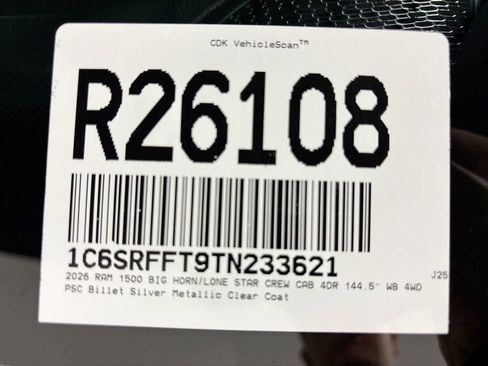 CDK VehicleScan™
R26108
1C6SRFFT9TN233621
2026 RAM 1500 BIG HORN/LONE STAR CREW CAB 4DR 144.5" WB 4WD J25
PSC Billet Silver Metallic Clear Coat